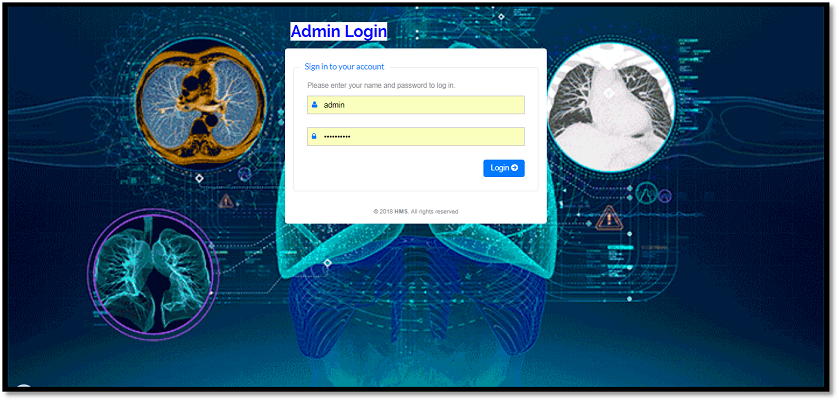 Admin Login
Sign in to your account
Please enter your name and password to log in.
admin
••••••••••
Login
© 2018 HMS. All rights reserved